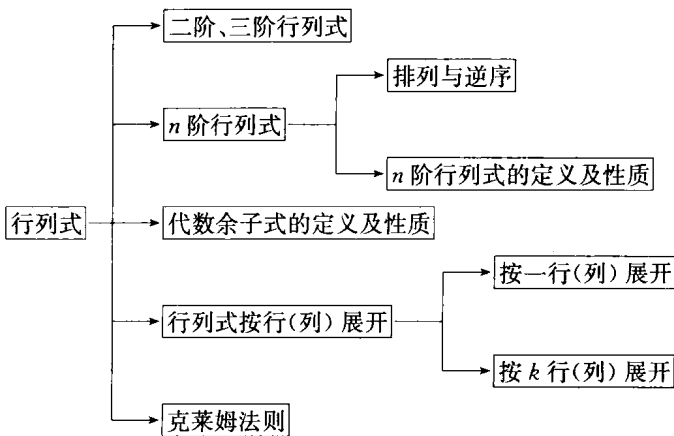 二阶、三阶行列式
排列与逆序
n 阶行列式
n 阶行列式的定义及性质
行列式
代数余子式的定义及性质
按一行(列)展开
行列式按行(列)展开
按 k 行(列)展开
克莱姆法则